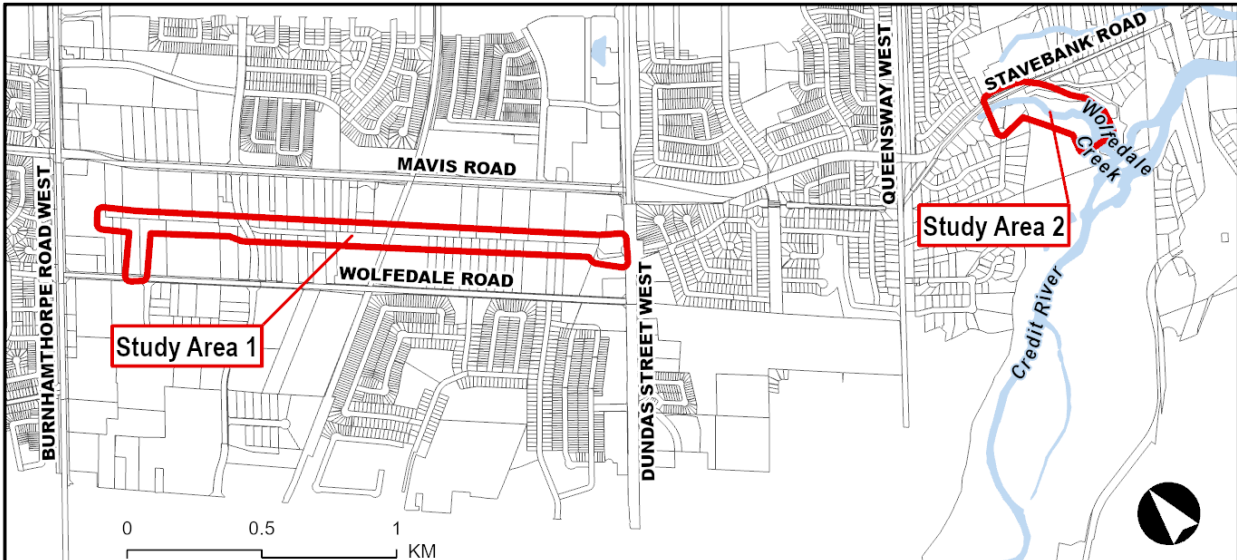 STAVEBANK ROAD
Wolfedale
Creek
QUEENSWAY WEST
MAVIS ROAD
BURNHAMTHORPE ROAD WEST
Study Area 2
WOLFEDALE ROAD
DUNDAS STREET WEST
Study Area 1
Credit River
0 0.5 1
KM